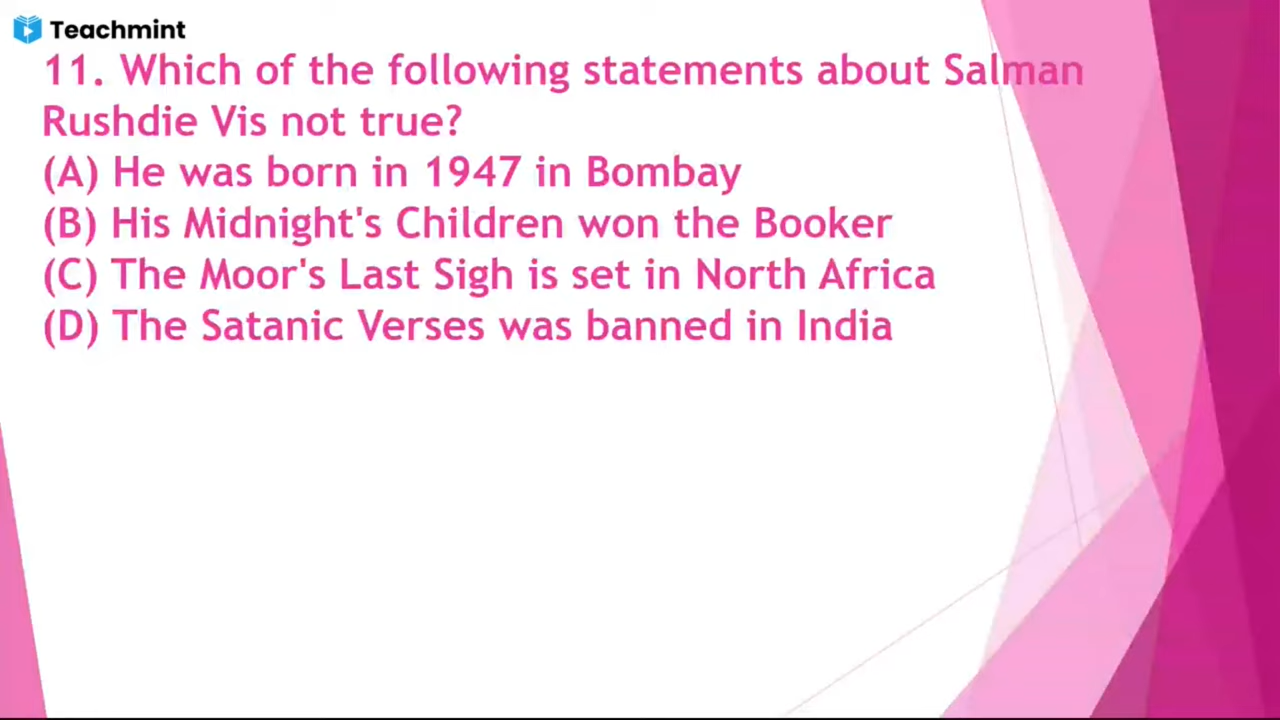 Teachmint
11. Which of the following statements about Salman
Rushdie Vis not true?
(A) He was born in 1947 in Bombay
(B) His Midnight's Children won the Booker
(C) The Moor's Last Sigh is set in North Africa
(D) The Satanic Verses was banned in India